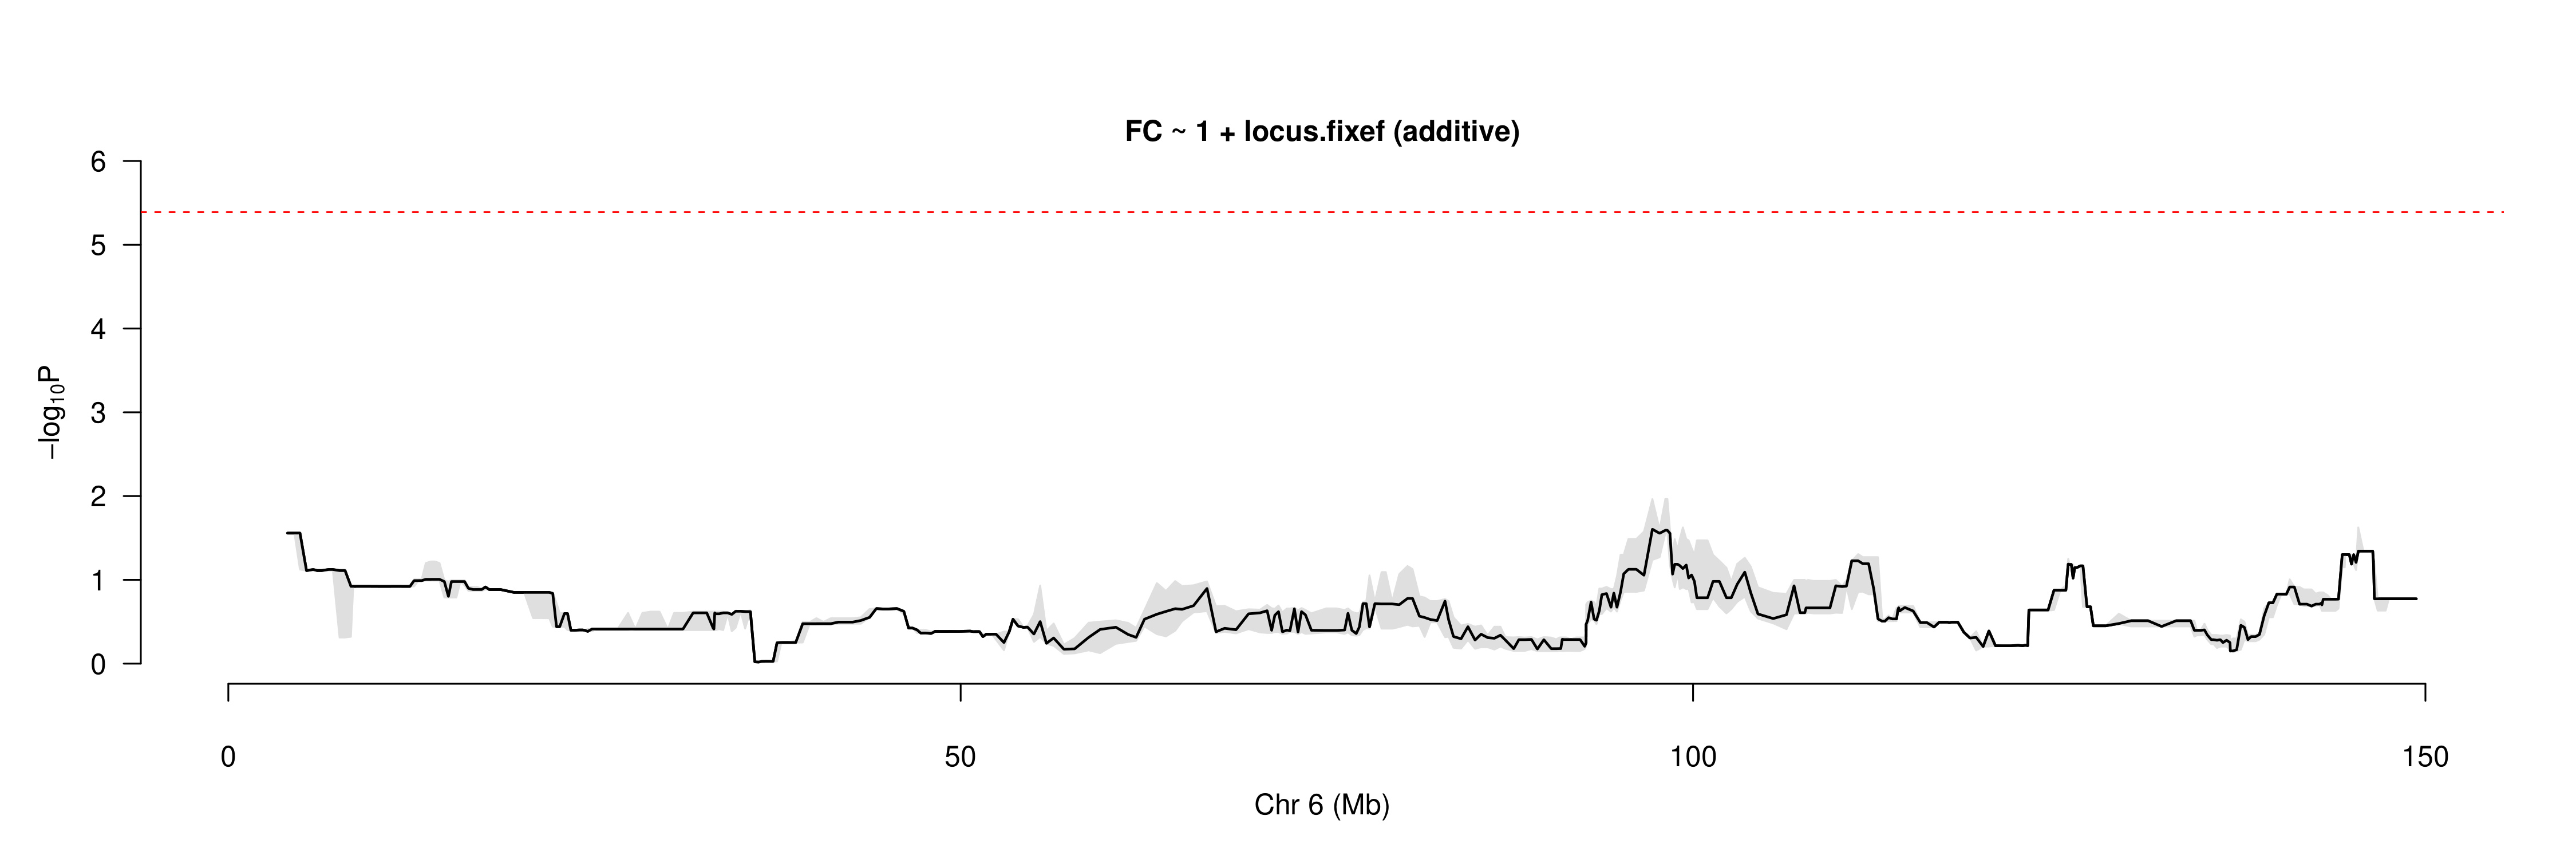 FC ~ 1 + locus.fixef (additive)
6
5
4
3
2
1
0
−log₁₀P
0 50 100 150
Chr 6 (Mb)